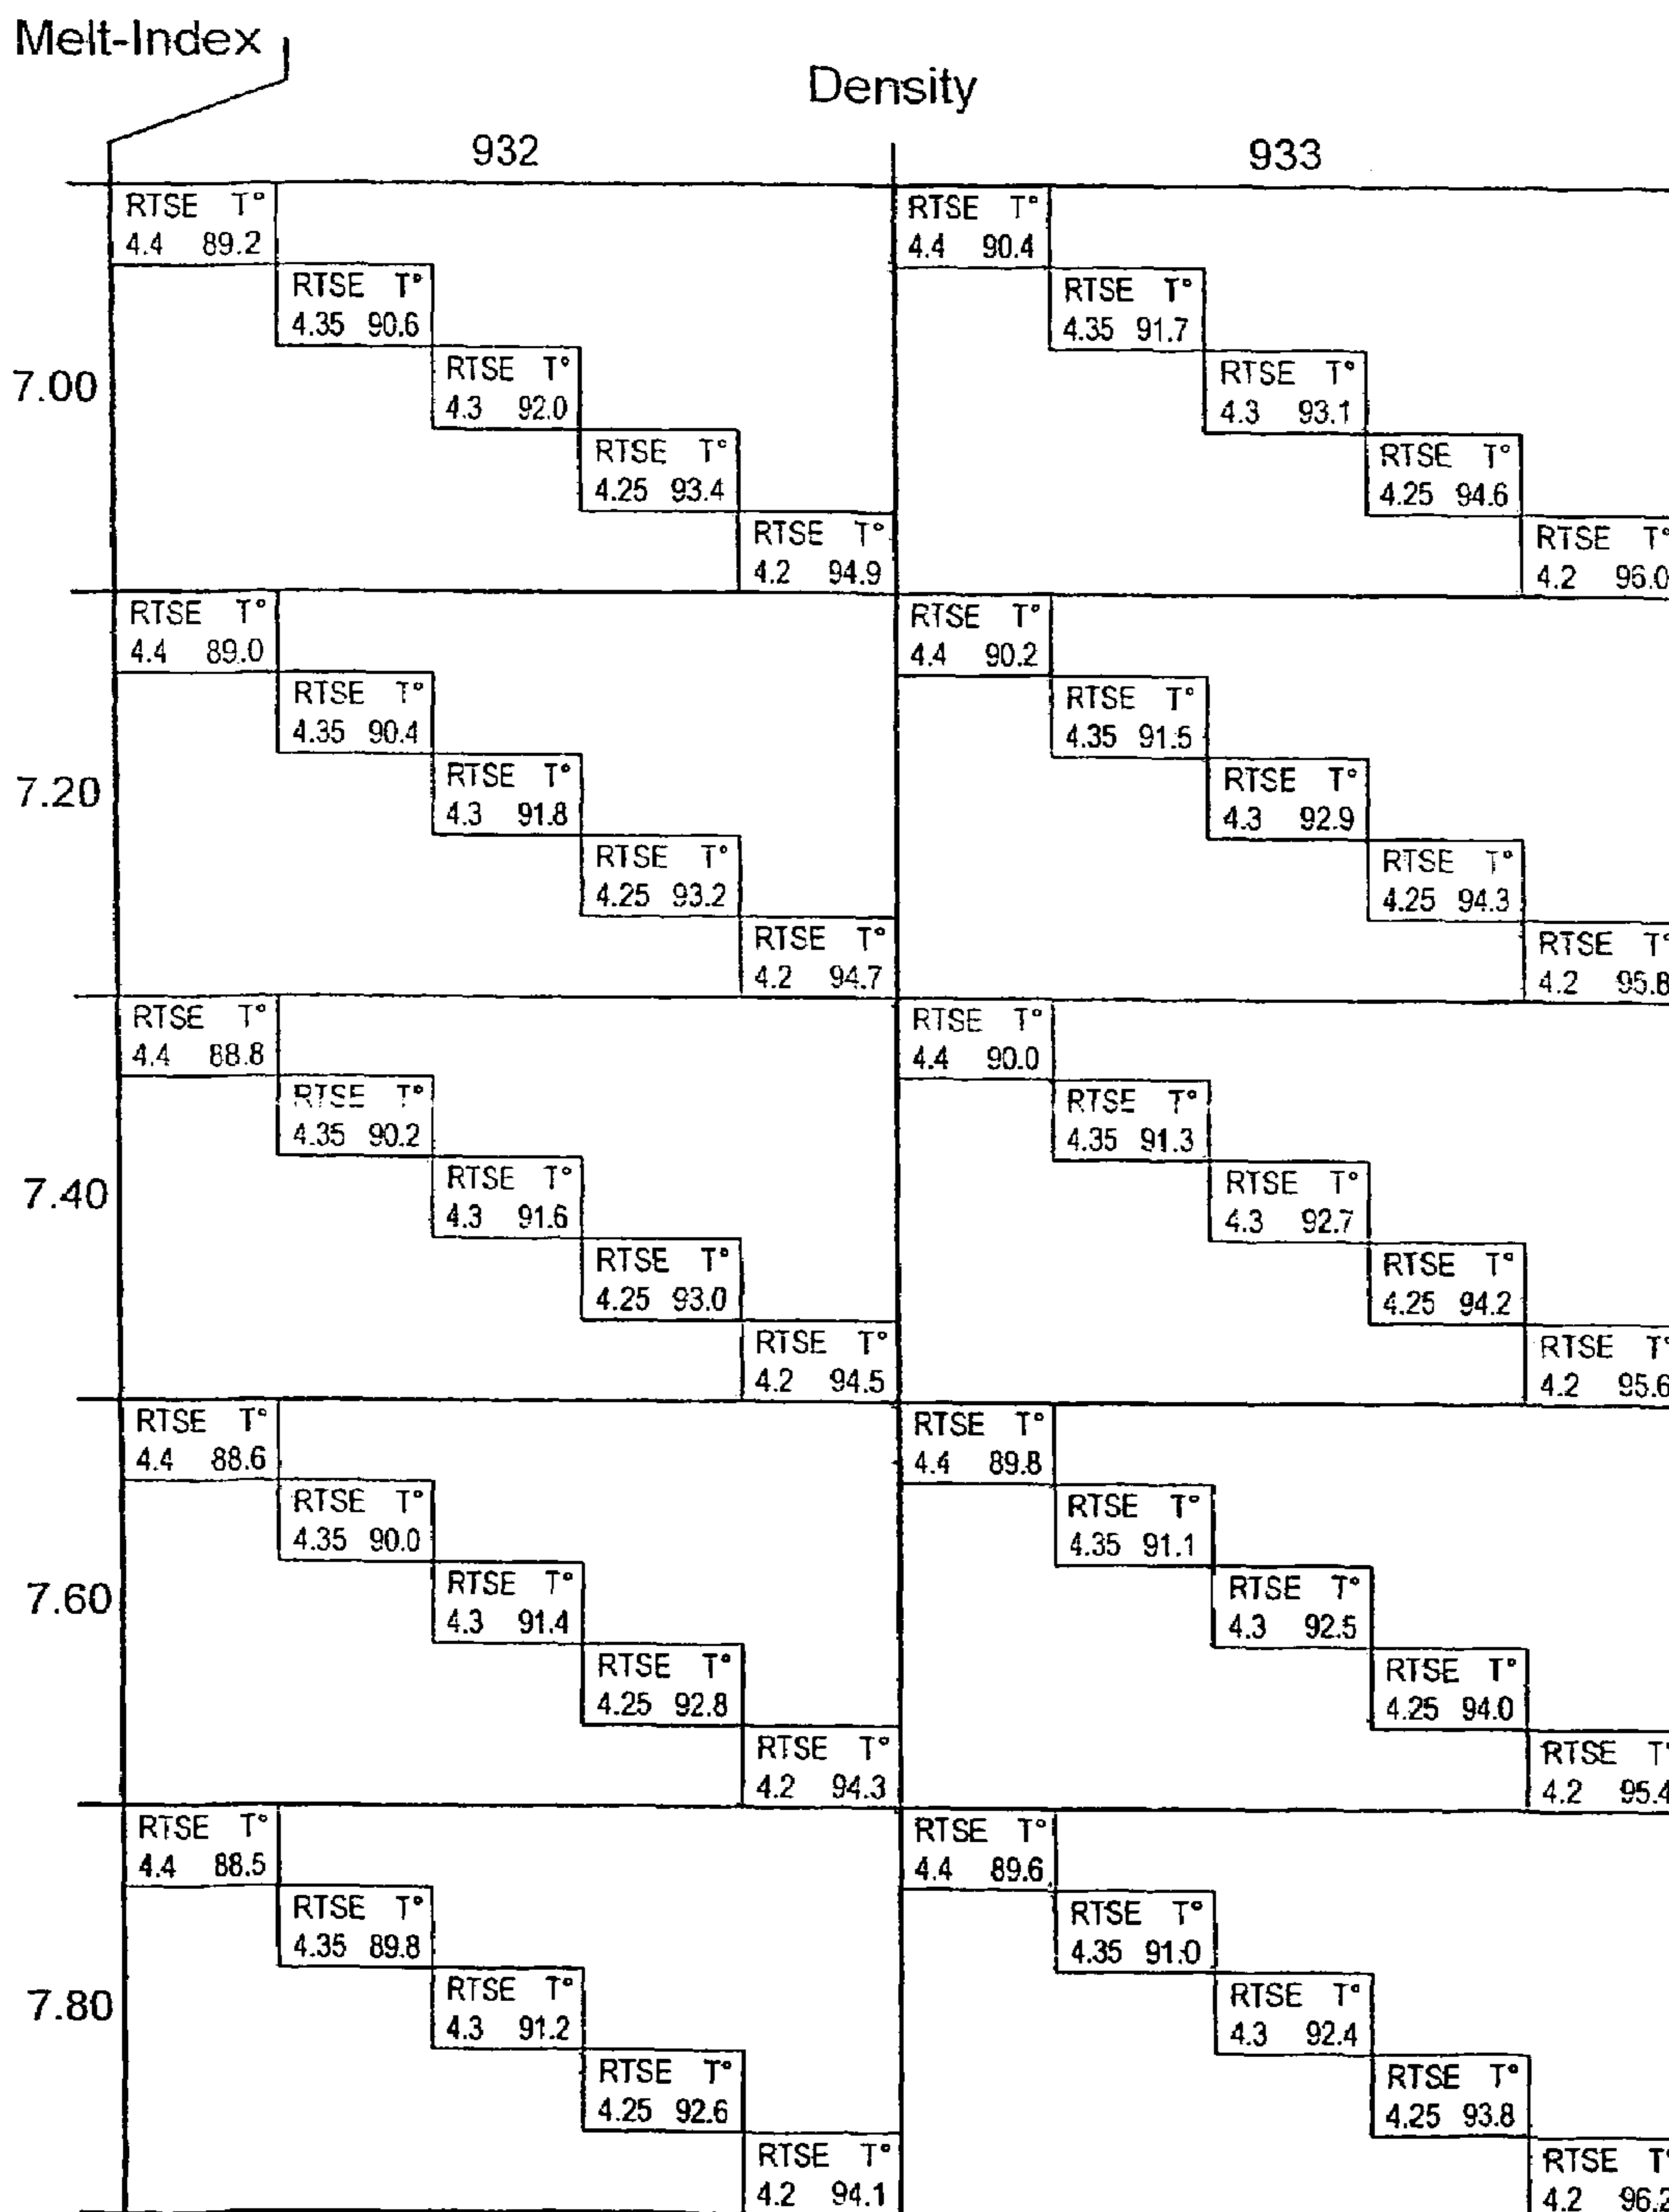 Melt-Index
Density
932 933
RTSE T° RTSE T°
4.4 89.2 4.4 90.4
RTSE T° RTSE T°
4.35 90.6 4.35 91.7
RTSE T° RTSE T°
7.00
4.3 92.0 4.3 93.1
RTSE T° RTSE T°
4.25 93.4 4.25 94.6
RTSE T° RTSE T°
4.2 94.9 4.2 96.0
RTSE T° RTSE T°
4.4 89.0 4.4 90.2
RTSE T° RTSE T°
4.35 90.4 4.35 91.5
RTSE T° RTSE T°
7.20
4.3 91.8 4.3 92.9
RTSE T° RTSE T°
4.25 93.2 4.25 94.3
RTSE T° RTSE T°
4.2 94.7 4.2 95.8
RTSE T° RTSE T°
4.4 88.8 4.4 90.0
RTSE T° RTSE T°
4.35 90.2 4.35 91.3
RTSE T° RTSE T°
7.40
4.3 91.6 4.3 92.7
RTSE T° RTSE T°
4.25 93.0 4.25 94.2
RTSE T° RTSE T°
4.2 94.5 4.2 95.6
RTSE T° RTSE T°
4.4 88.6 4.4 89.8
RTSE T° RTSE T°
4.35 90.0 4.35 91.1
RTSE T° RTSE T°
7.60
4.3 91.4 4.3 92.5
RTSE T° RTSE T°
4.25 92.8 4.25 94.0
RTSE T° RTSE T°
4.2 94.3 4.2 95.4
RTSE T° RTSE T°
4.4 88.5 4.4 89.6
RTSE T° RTSE T°
4.35 89.8 4.35 91.0
RTSE T° RTSE T°
7.80
4.3 91.2 4.3 92.4
RTSE T° RTSE T°
4.25 92.6 4.25 93.8
RTSE T° RTSE T°
4.2 94.1 4.2 96.2